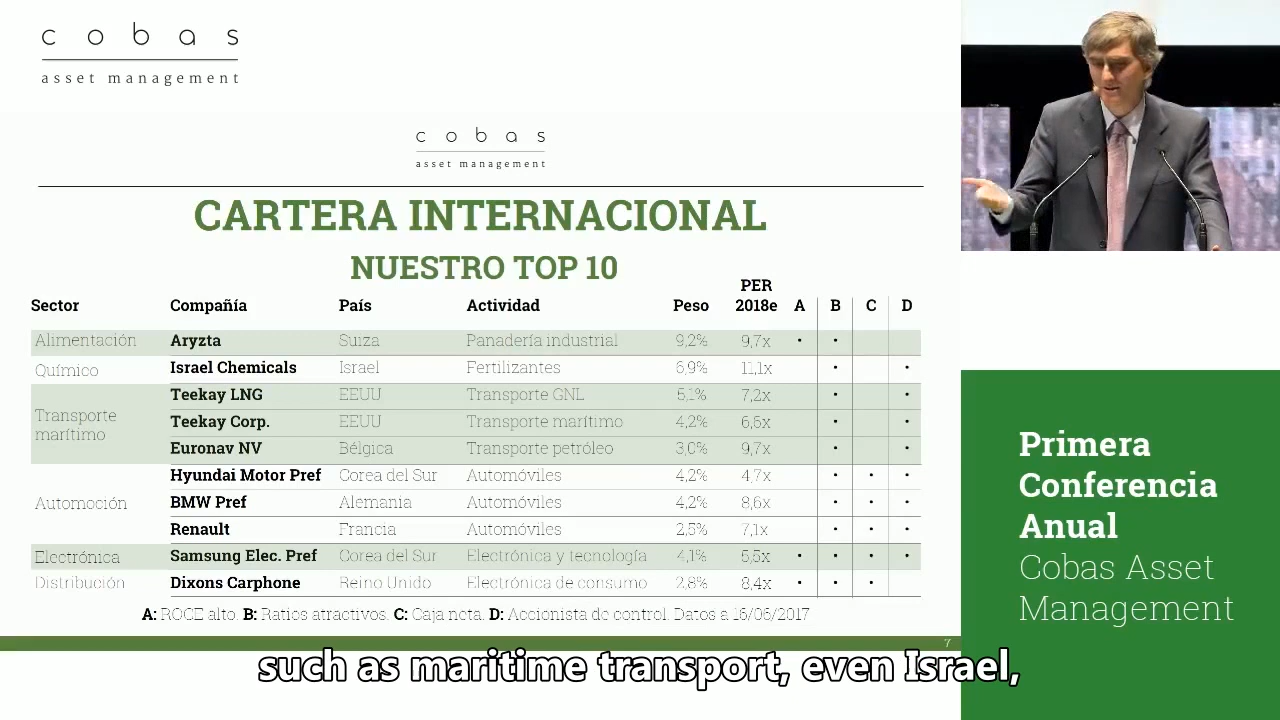 cobas
asset management
cobas
asset management
CARTERA INTERNACIONAL
NUESTRO TOP 10
Sector Compañía País Actividad Peso PER 2018e A B C D
Alimentación Aryzta Suiza Panadería industrial 9,2% 9,7x • •
Químico Israel Chemicals Israel Fertilizantes 6,9% 11,1x • •
Transporte marítimo Teekay LNG EEUU Transporte GNL 5,1% 7,2x • •
Teekay Corp. EEUU Transporte marítimo 4,2% 6,5x • •
Euronav NV Bélgica Transporte petróleo 3,0% 9,7x • •
Automoción Hyundai Motor Pref Corea del Sur Automóviles 4,2% 4,7x • • •
BMW Pref Alemania Automóviles 4,2% 8,6x • • •
Renault Francia Automóviles 2,5% 7,1x • • •
Electrónica Samsung Elec. Pref Corea del Sur Electrónica y tecnología 4,1% 5,5x • • • •
Distribución Dixons Carphone Reino Unido Electrónica de consumo 2,8% 8,4x • • •
A: ROCE alto. B: Ratios atractivos. C: Caja neta. D: Accionista de control. Datos a 16/05/2017
7
Primera
Conferencia
Anual
Cobas Asset
Management
such as maritime transport, even Israel,